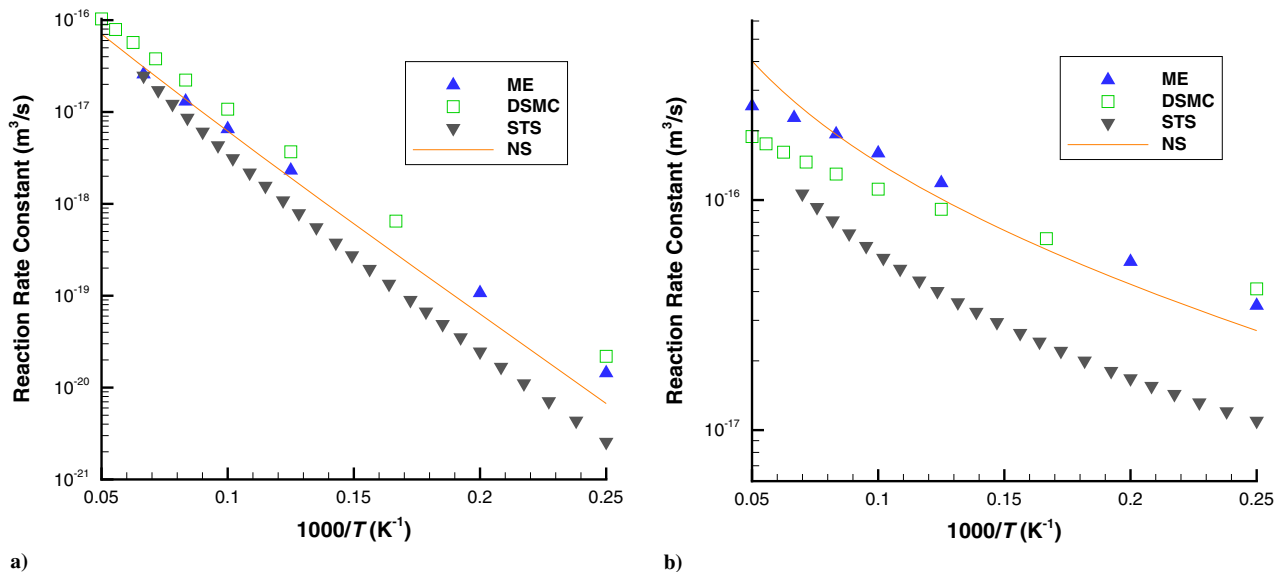 10⁻¹⁶
10⁻¹⁷
10⁻¹⁸
10⁻¹⁹
10⁻²⁰
10⁻²¹
Reaction Rate Constant (m³/s)
ME
DSMC
STS
NS
0.05 0.1 0.15 0.2 0.25
1000/T (K⁻¹)
a)
10⁻¹⁶
10⁻¹⁷
Reaction Rate Constant (m³/s)
ME
DSMC
STS
NS
0.05 0.1 0.15 0.2 0.25
1000/T (K⁻¹)
b)